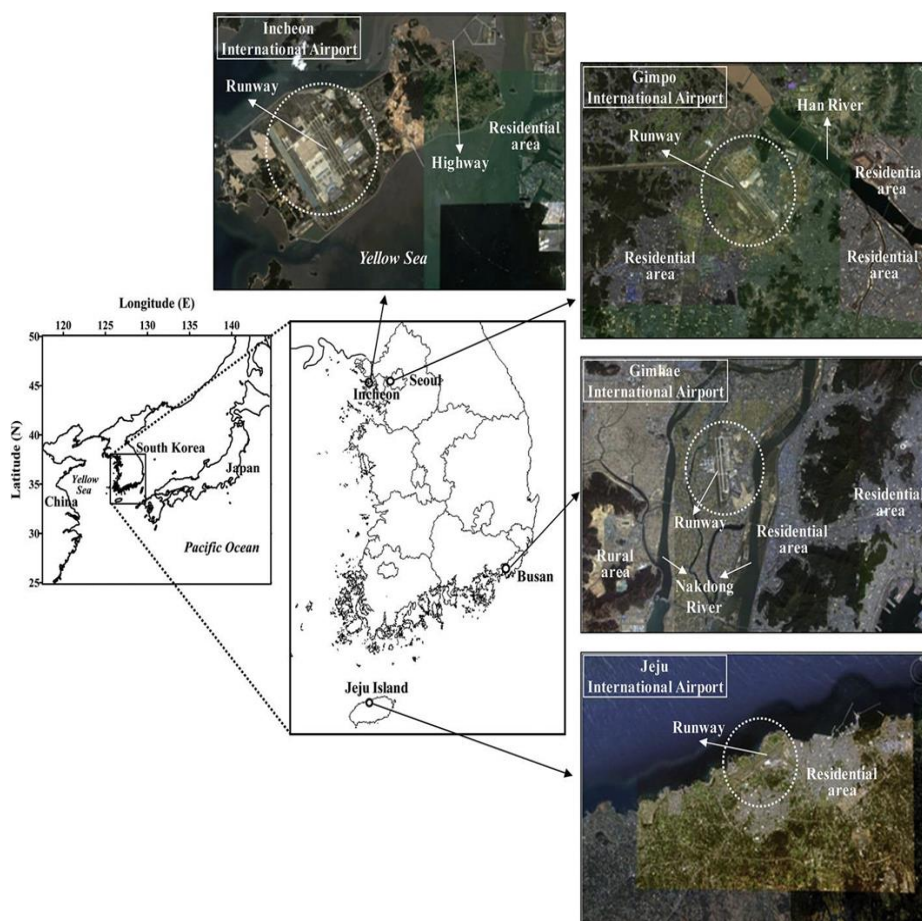 Incheon
International Airport
Runway
Residential
area
Highway
Yellow Sea
Gimpo
International Airport
Han River
Runway
Residential
area
Residential
area
Residential
area
Longitude (E)
120 125 130 135 140
50
45
40
35
30
25
Latitude (N)
South Korea
Yellow
Sea
Japan
China
Pacific Ocean
Seoul
Incheon
Busan
Jeju Island
Gimhae
International Airport
Runway
Residential
area
Residential
area
Rural
area
Nakdong
River
Jeju
International Airport
Runway
Residential
area